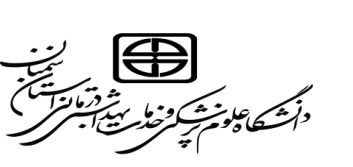 دانشگاه علوم پزشکی و خدمات بهداشتی درمانی استان سمنان